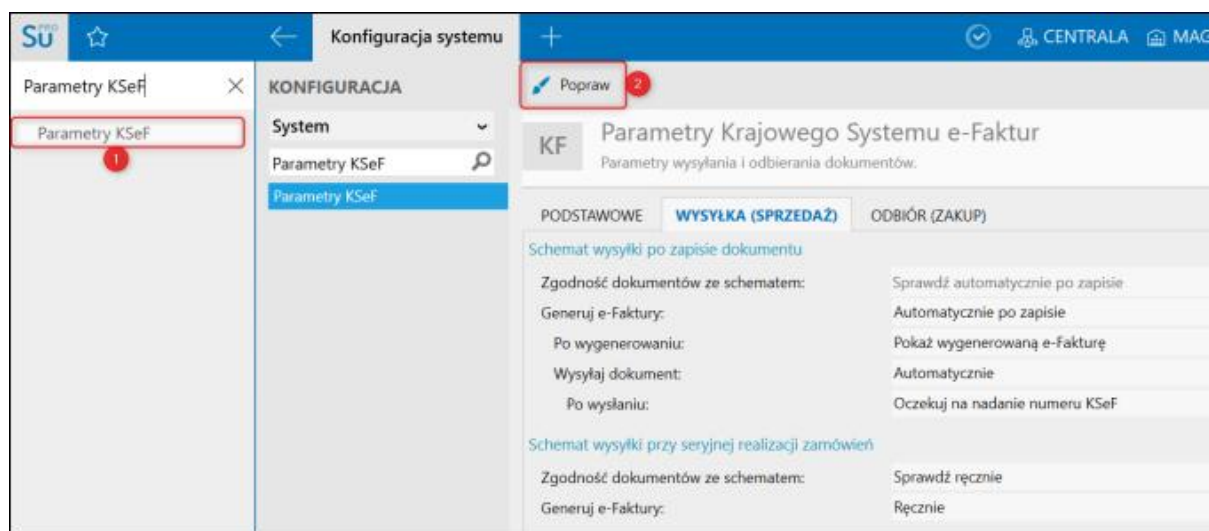 Sū PRO
Konfiguracja systemu
CENTRALA
MAG
Parametry KSeF
KONFIGURACJA
Popraw
2
Parametry KSeF
1
System
Parametry KSeF
Parametry KSeF
KF
Parametry Krajowego Systemu e-Faktur
Parametry wysyłania i odbierania dokumentów.
PODSTAWOWE WYSYŁKA (SPRZEDAŻ) ODBIÓR (ZAKUP)
Schemat wysyłki po zapisie dokumentu
Zgodność dokumentów ze schematem: Sprawdź automatycznie po zapisie
Generuj e-Faktury: Automatycznie po zapisie
Po wygenerowaniu: Pokaż wygenerowaną e-Fakturę
Wysyłaj dokument: Automatycznie
Po wysłaniu: Oczekuj na nadanie numeru KSeF
Schemat wysyłki przy seryjnej realizacji zamówień
Zgodność dokumentów ze schematem: Sprawdź ręcznie
Generuj e-Faktury: Ręcznie